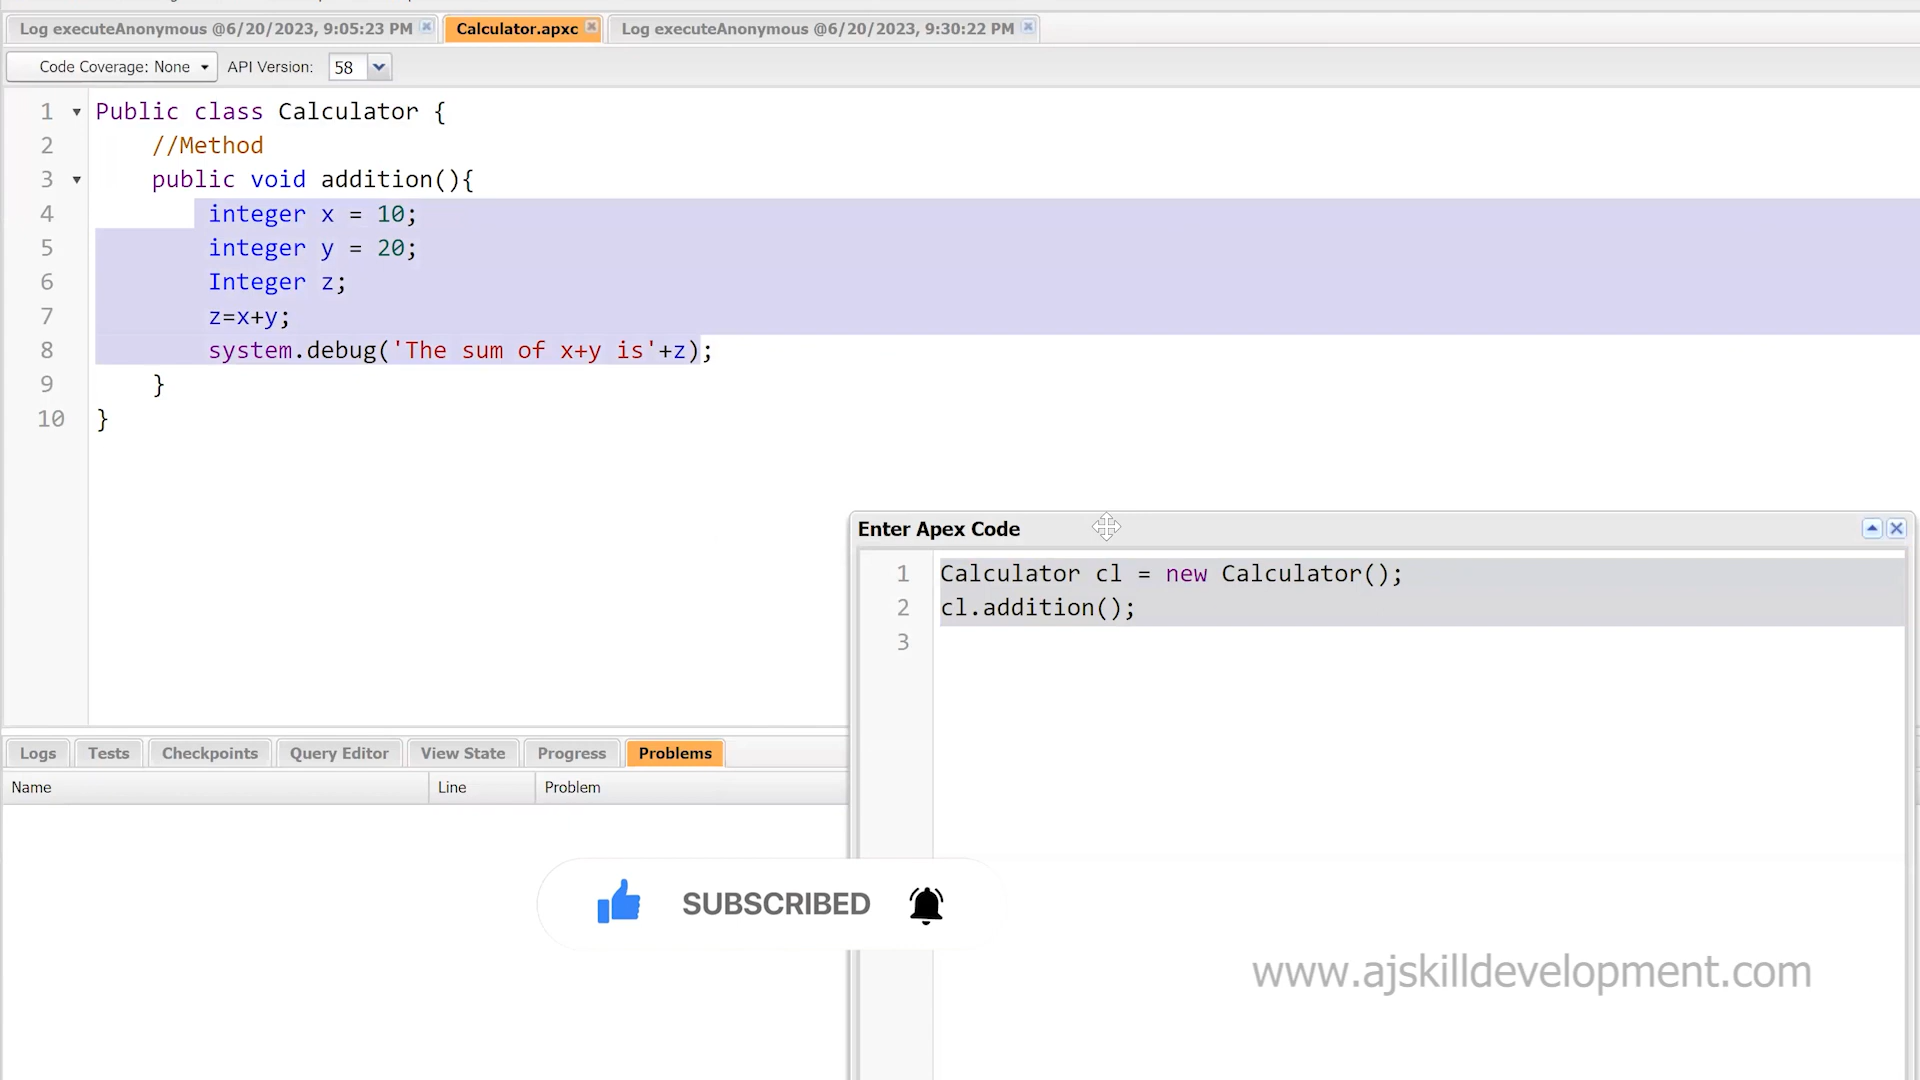 Log executeAnonymous @6/20/2023, 9:05:23 PM
Calculator.apxc
Log executeAnonymous @6/20/2023, 9:30:22 PM
Code Coverage: None
API Version:
58
1 Public class Calculator {
2 //Method
3 public void addition(){
4 integer x = 10;
5 integer y = 20;
6 Integer z;
7 z=x+y;
8 system.debug('The sum of x+y is'+z);
9 }
10 }
Enter Apex Code
1 Calculator cl = new Calculator();
2 cl.addition();
3
Logs Tests Checkpoints Query Editor View State Progress Problems
Name Line Problem
SUBSCRIBED
www.ajskilldevelopment.com